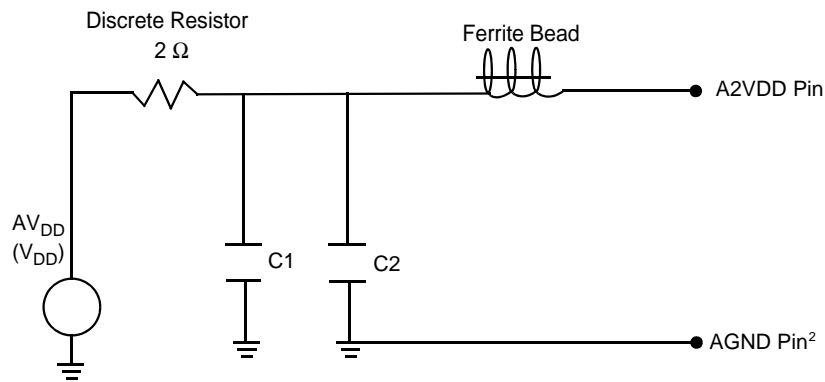 Discrete Resistor
2 Ω
Ferrite Bead
A2VDD Pin
AVDD
(VDD)
C1
C2
AGND Pin²